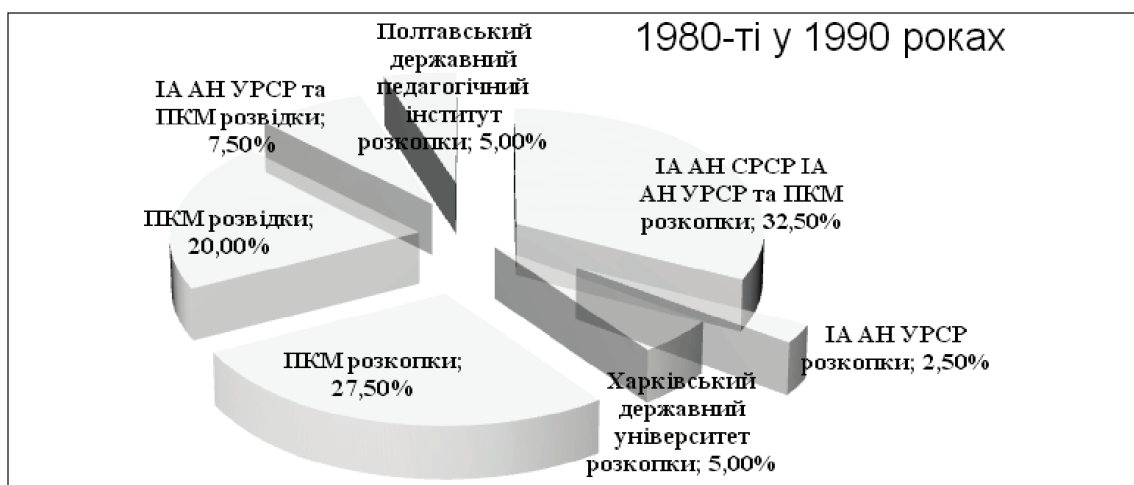 1980-ті у 1990 роках
Полтавський
державний
педагогічний
інститут
розкопки; 5,00%
ІА АН УРСР та
ПКМ розвідки;
7,50%
ІА АН СРСР ІА
АН УРСР та ПКМ
розкопки; 32,50%
ПКМ розвідки;
20,00%
ІА АН УРСР
розкопки; 2,50%
ПКМ розкопки;
27,50%
Харківський
державний
університет
розкопки; 5,00%